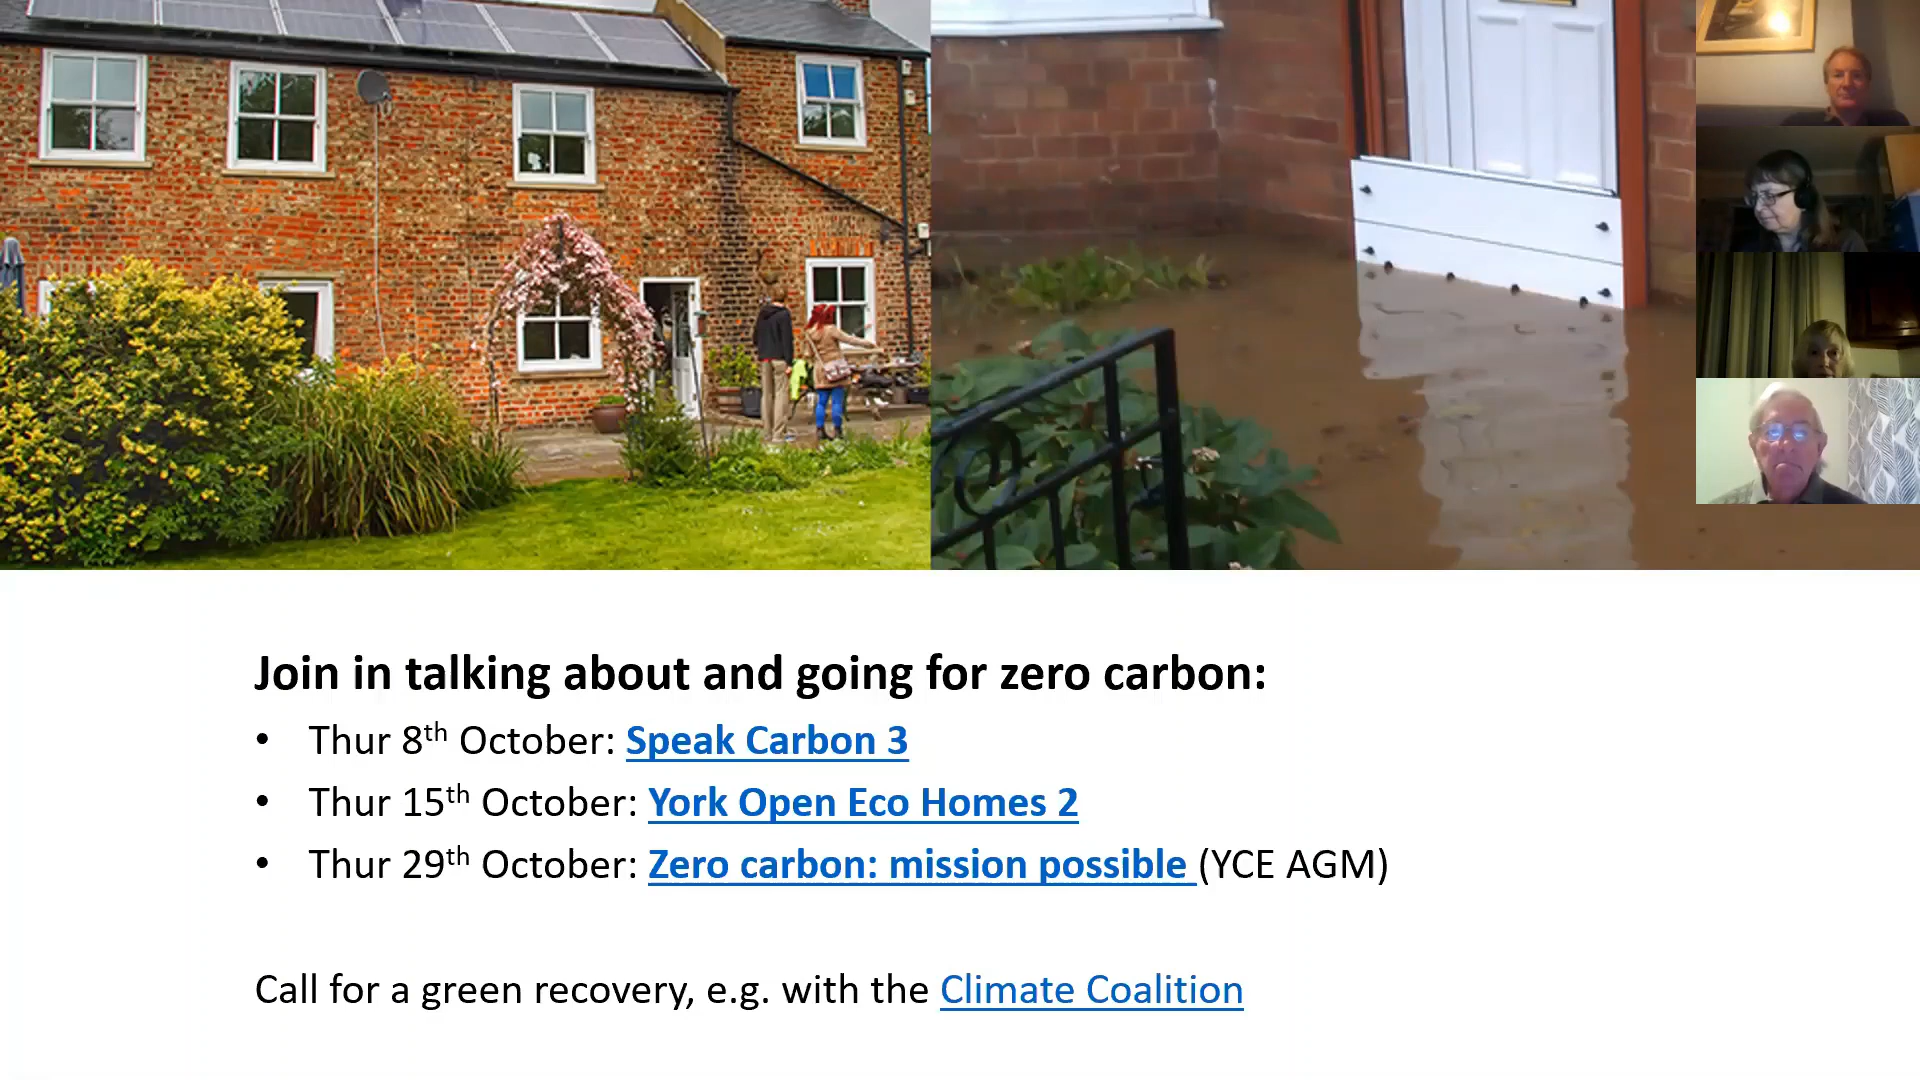 Join in talking about and going for zero carbon:
• Thur 8th October: Speak Carbon 3
• Thur 15th October: York Open Eco Homes 2
• Thur 29th October: Zero carbon: mission possible (YCE AGM)
Call for a green recovery, e.g. with the Climate Coalition